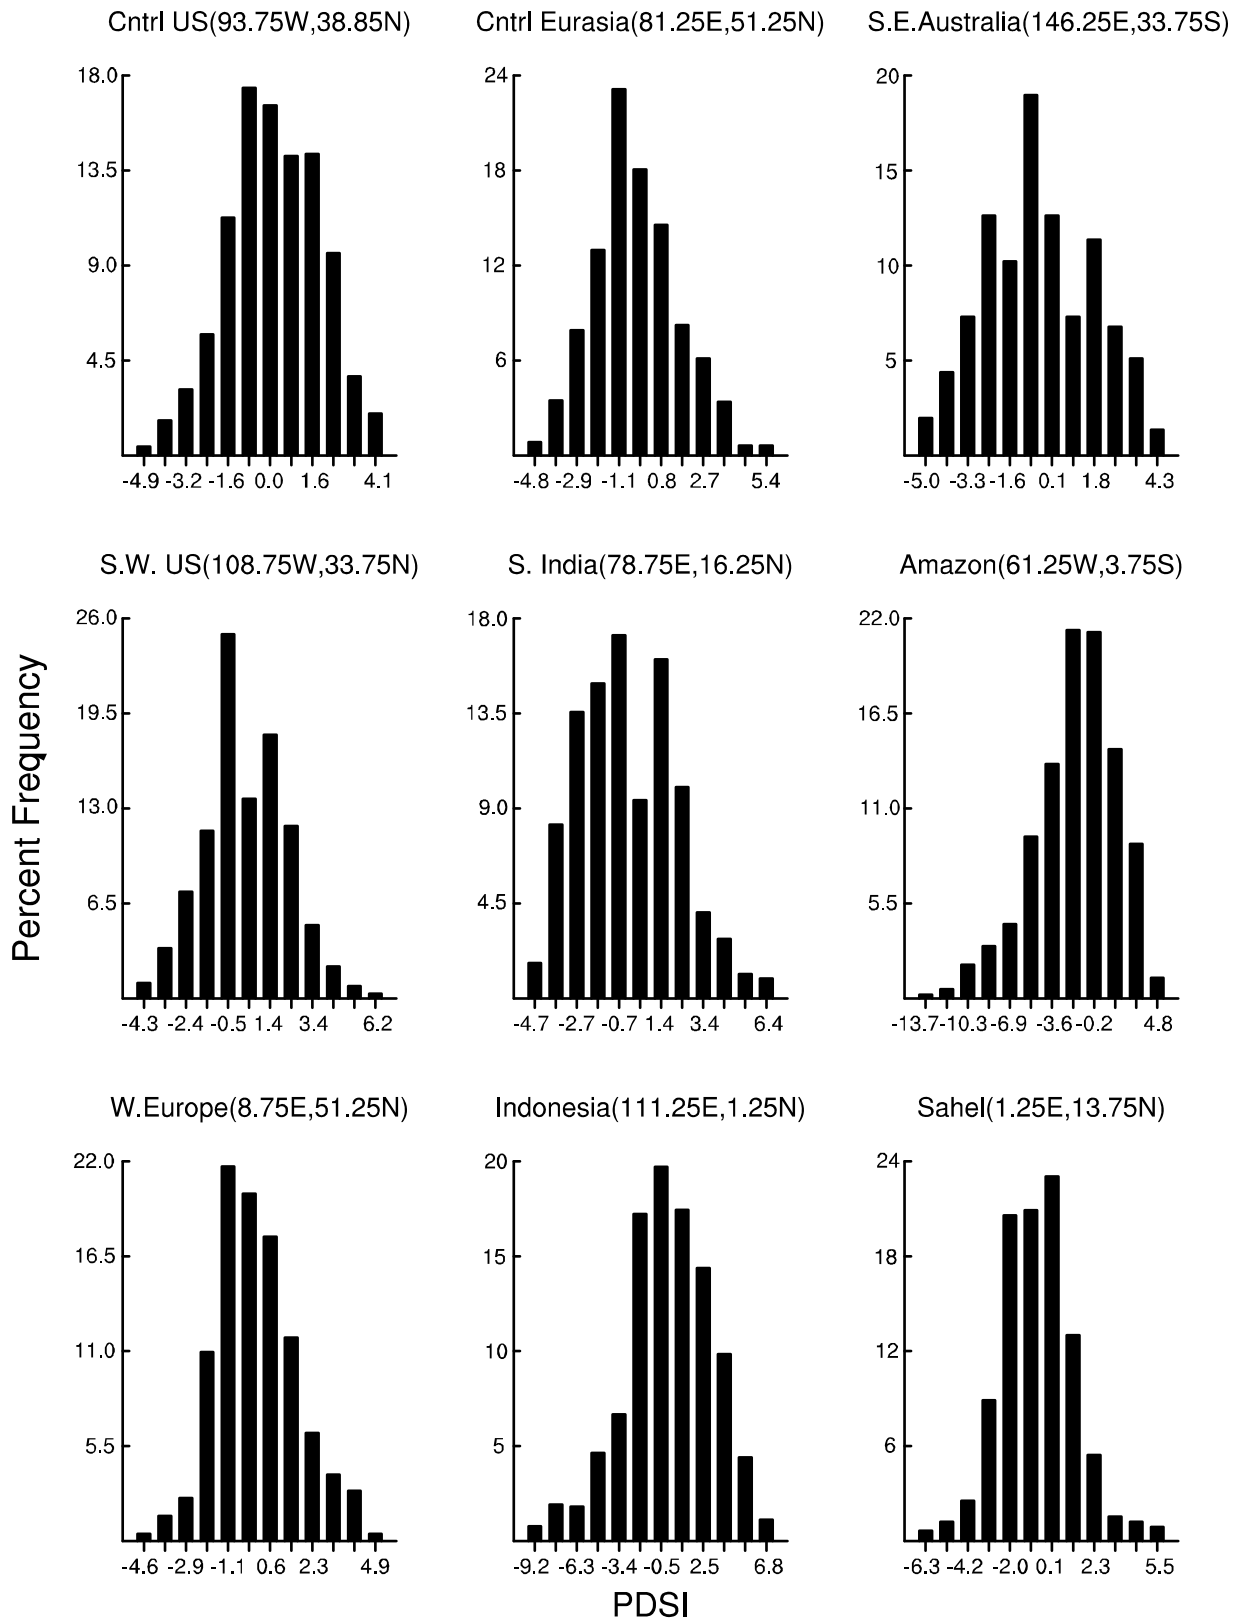 Cntrl US(93.75W,38.85N)
18.0
13.5
9.0
4.5
-4.9 -3.2 -1.6 0.0 1.6 4.1
Cntrl Eurasia(81.25E,51.25N)
24
18
12
6
-4.8 -2.9 -1.1 0.8 2.7 5.4
S.E.Australia(146.25E,33.75S)
20
15
10
5
-5.0 -3.3 -1.6 0.1 1.8 4.3
Percent Frequency
S.W. US(108.75W,33.75N)
26.0
19.5
13.0
6.5
-4.3 -2.4 -0.5 1.4 3.4 6.2
S. India(78.75E,16.25N)
18.0
13.5
9.0
4.5
-4.7 -2.7 -0.7 1.4 3.4 6.4
Amazon(61.25W,3.75S)
22.0
16.5
11.0
5.5
-13.7 -10.3 -6.9 -3.6 -0.2 4.8
W.Europe(8.75E,51.25N)
22.0
16.5
11.0
5.5
-4.6 -2.9 -1.1 0.6 2.3 4.9
Indonesia(111.25E,1.25N)
20
15
10
5
-9.2 -6.3 -3.4 -0.5 2.5 6.8
Sahel(1.25E,13.75N)
24
18
12
6
-6.3 -4.2 -2.0 0.1 2.3 5.5
PDSI